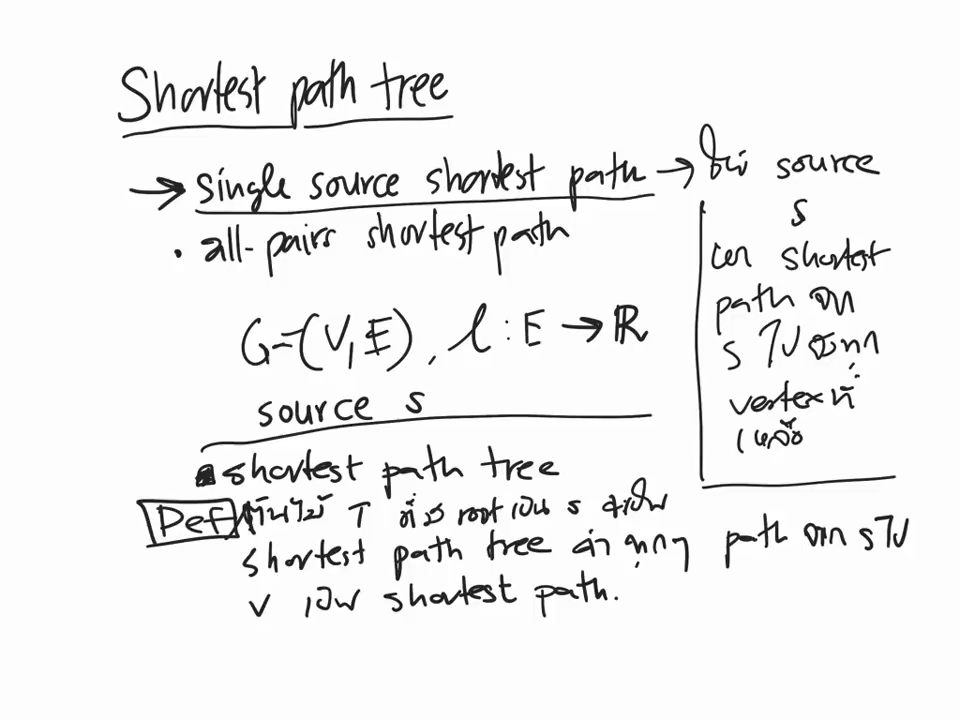 Shortest path tree
→ single source shortest path → ให้ source
s
• all-pairs shortest path
หา shortest
path จาก
s ไป ยังทุก
vertex ที่
เหลือ
G=(V,E), l:E → ℝ
source s
shortest path tree
Def ต้นไม้ T ที่มี root เป็น s จะเป็น
shortest path tree ถ้า ทุกๆ path จาก s ไป
v เป็น shortest path.